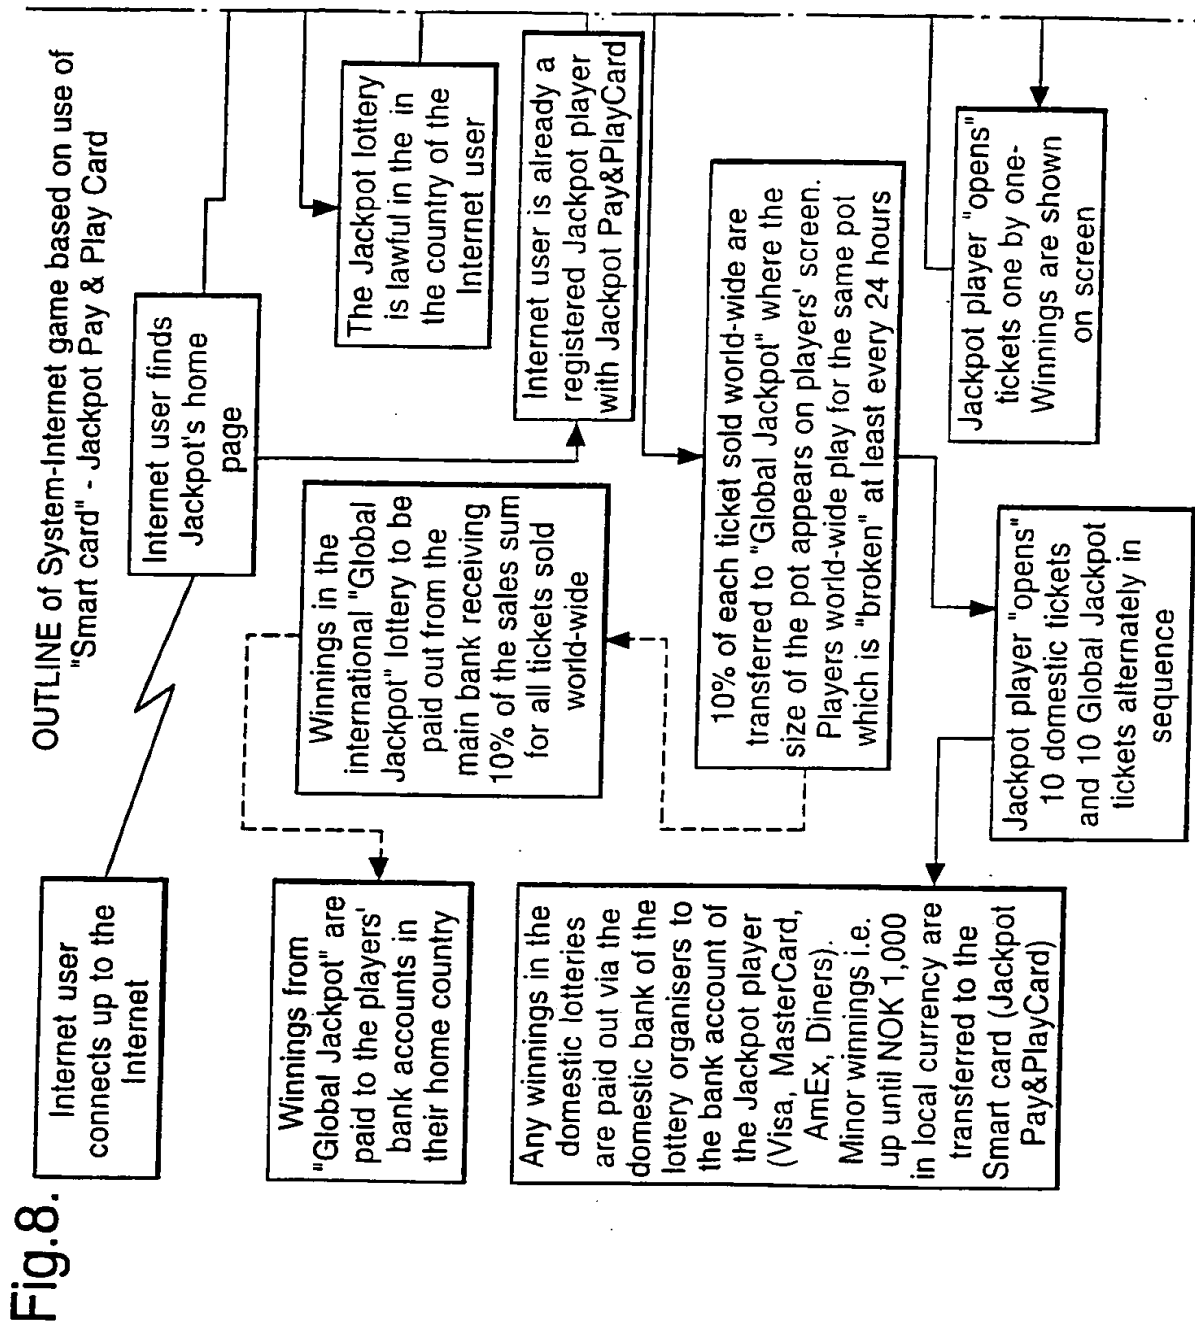 Fig.8.
OUTLINE of System-Internet game based on use of
"Smart card" - Jackpot Pay & Play Card
Internet user
connects up to the
Internet
Internet user finds
Jackpot's home
page
Winnings from
"Global Jackpot" are
paid to the players'
bank accounts in
their home country
Winnings in the
international "Global
Jackpot" lottery to be
paid out from the
main bank receiving
10% of the sales sum
for all tickets sold
world-wide
The Jackpot lottery
is lawful in the in
the country of the
Internet user
Internet user is already a
registered Jackpot player
with Jackpot Pay&PlayCard
Any winnings in the
domestic lotteries
are paid out via the
domestic bank of the
lottery organisers to
the bank account of
the Jackpot player
(Visa, MasterCard,
AmEx, Diners).
Minor winnings i.e.
up until NOK 1,000
in local currency are
transferred to the
Smart card (Jackpot
Pay&PlayCard)
10% of each ticket sold world-wide are
transferred to "Global Jackpot" where the
size of the pot appears on players' screen.
Players world-wide play for the same pot
which is "broken" at least every 24 hours
Jackpot player "opens"
10 domestic tickets
and 10 Global Jackpot
tickets alternately in
sequence
Jackpot player "opens"
tickets one by one-
Winnings are shown
on screen